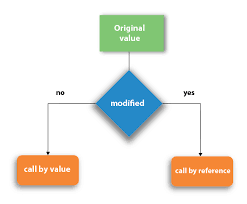 Original
value
no
yes
modified
call by value
call by reference